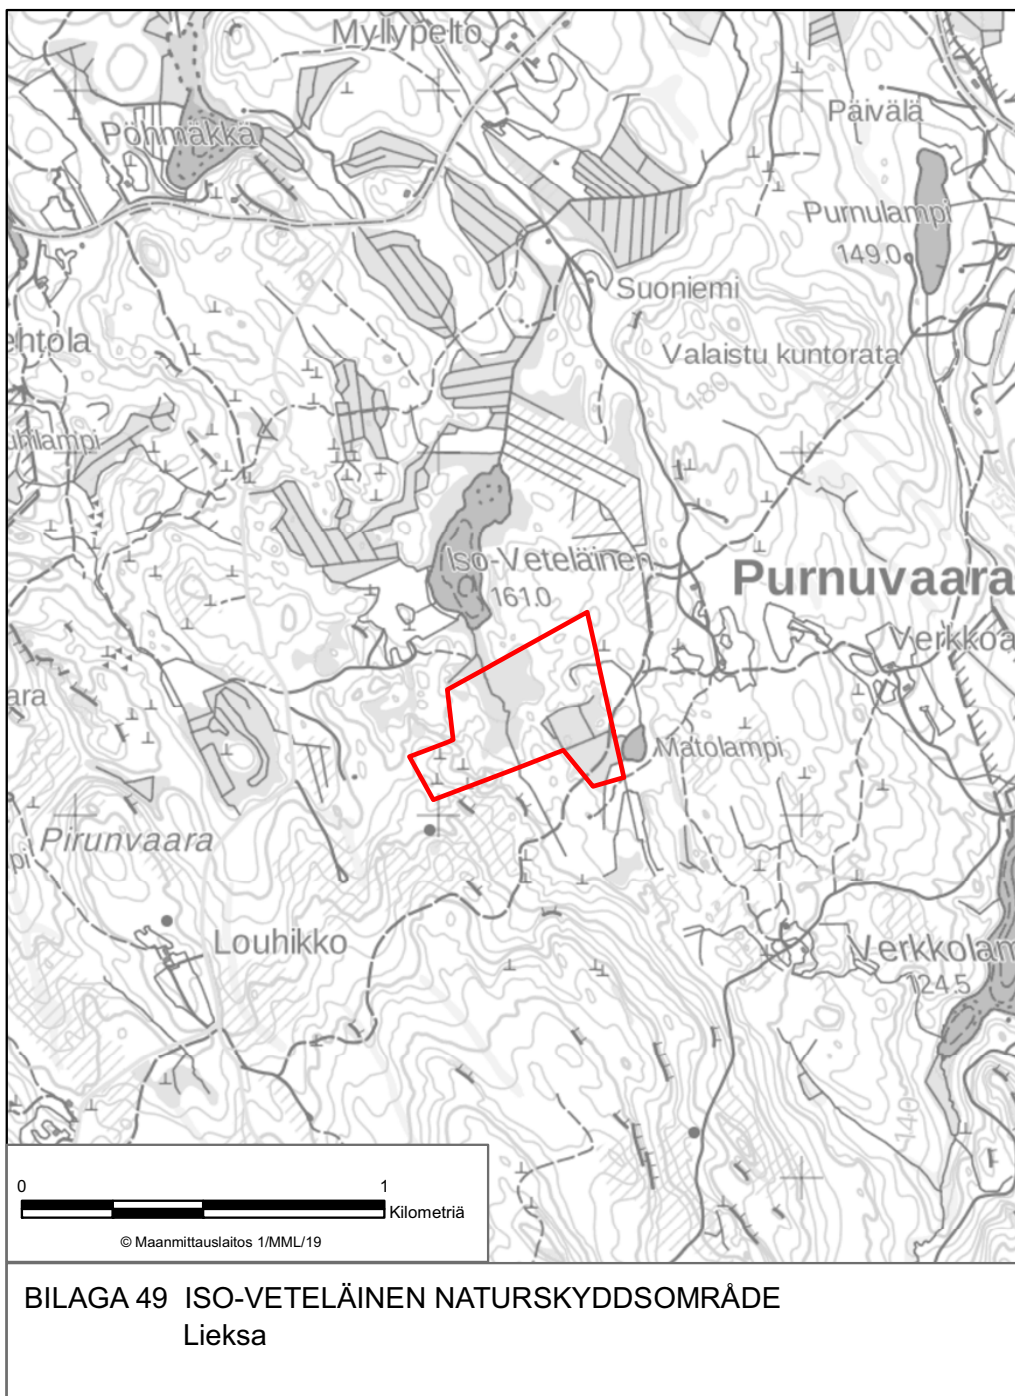 Myllypelto
Pöhmäkkä
Päivälä
Purnulampi
149.0
Suoniemi
Valaistu kuntorata
180
Iso-Veteläinen
161.0
Purnuvaara
Matolampi
Pirunvaara
Louhikko
124.5
140
0 1
Kilometriä
© Maanmittauslaitos 1/MML/19
BILAGA 49 ISO-VETELÄINEN NATURSKYDDSOMRÅDE
Lieksa